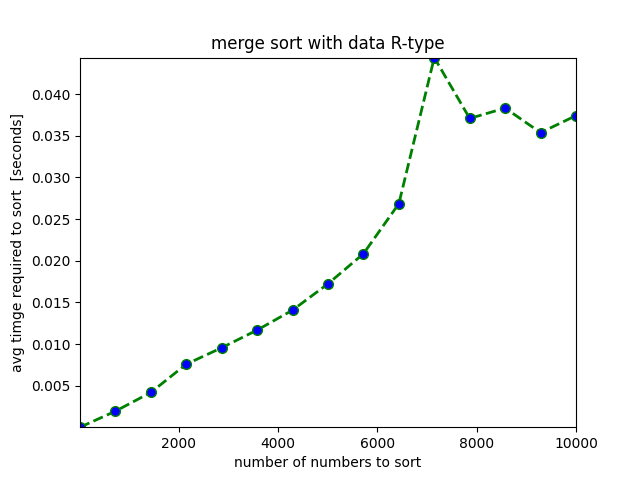 merge sort with data R-type
avg timge required to sort [seconds]
0.040
0.035
0.030
0.025
0.020
0.015
0.010
0.005
2000 4000 6000 8000 10000
number of numbers to sort